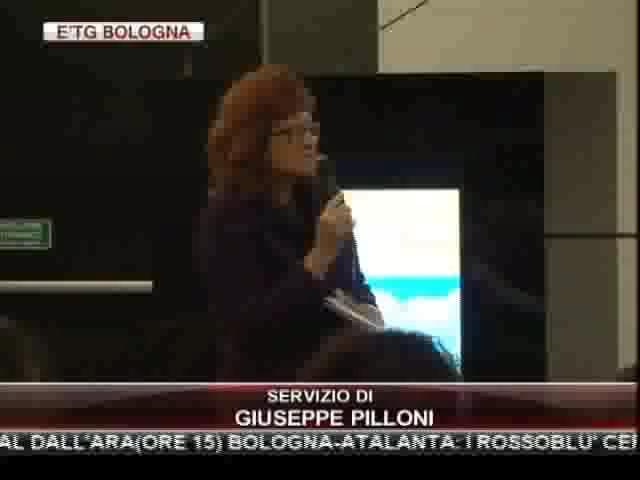 E'TG BOLOGNA
SERVIZIO DI
GIUSEPPE PILLONI
AL DALL'ARA(ORE 15) BOLOGNA-ATALANTA: I ROSSOBLU' CE